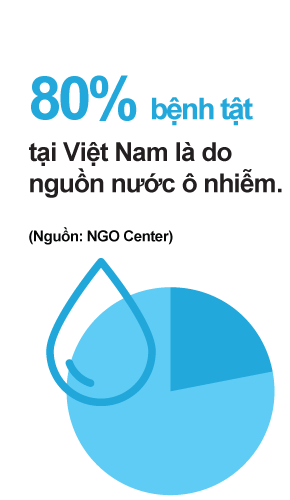 80% bệnh tật
tại Việt Nam là do
nguồn nước ô nhiễm.
(Nguồn: NGO Center)